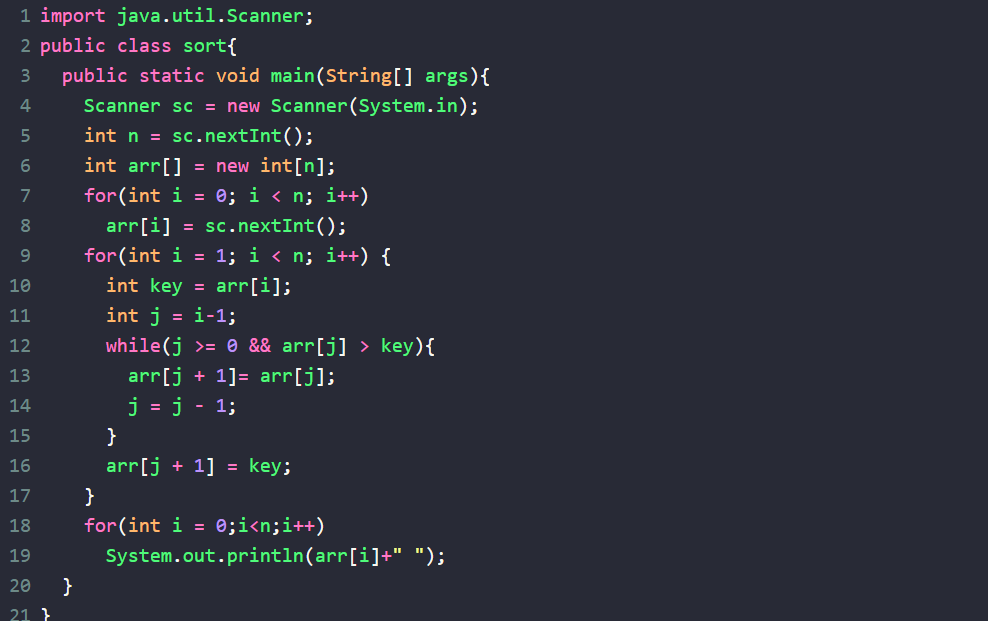 1 import java.util.Scanner;
2 public class sort{
3   public static void main(String[] args){
4     Scanner sc = new Scanner(System.in);
5     int n = sc.nextInt();
6     int arr[] = new int[n];
7     for(int i = 0; i < n; i++)
8       arr[i] = sc.nextInt();
9     for(int i = 1; i < n; i++) {
10       int key = arr[i];
11       int j = i-1;
12       while(j >= 0 && arr[j] > key){
13         arr[j + 1]= arr[j];
14         j = j - 1;
15       }
16       arr[j + 1] = key;
17     }
18     for(int i = 0;i<n;i++)
19       System.out.println(arr[i]+" ");
20   }
21 }